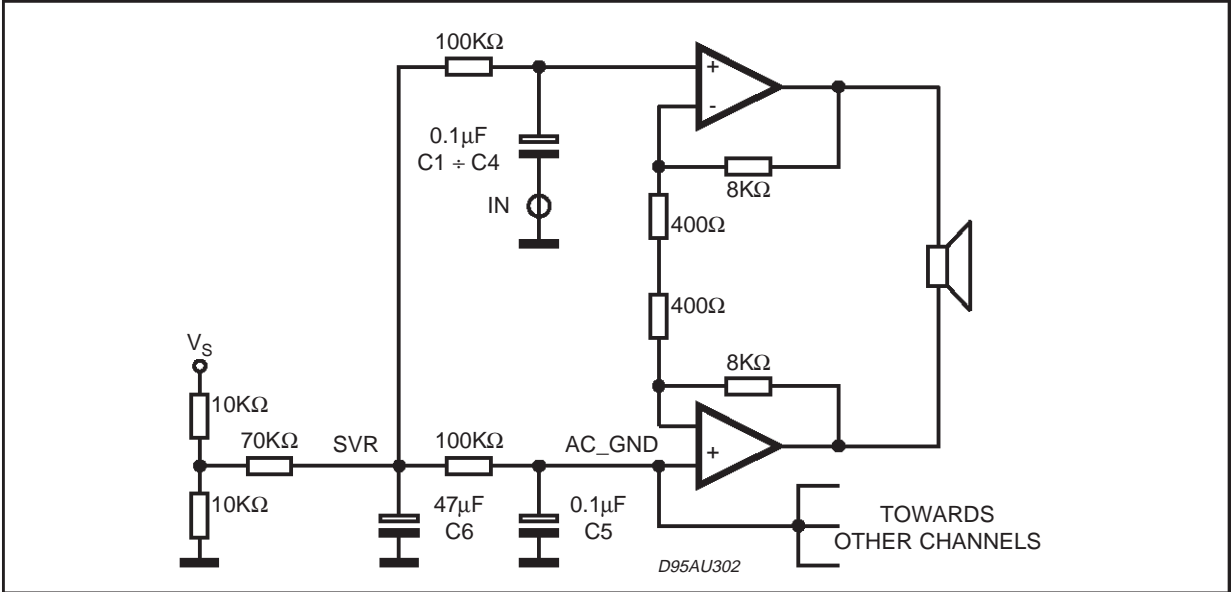 100KΩ
+
-
0.1μF
C1 ÷ C4
8KΩ
IN
400Ω
400Ω
VS
8KΩ
10KΩ
70KΩ
SVR
100KΩ
AC_GND
+
10KΩ
47μF
C6
0.1μF
C5
TOWARDS
OTHER CHANNELS
D95AU302